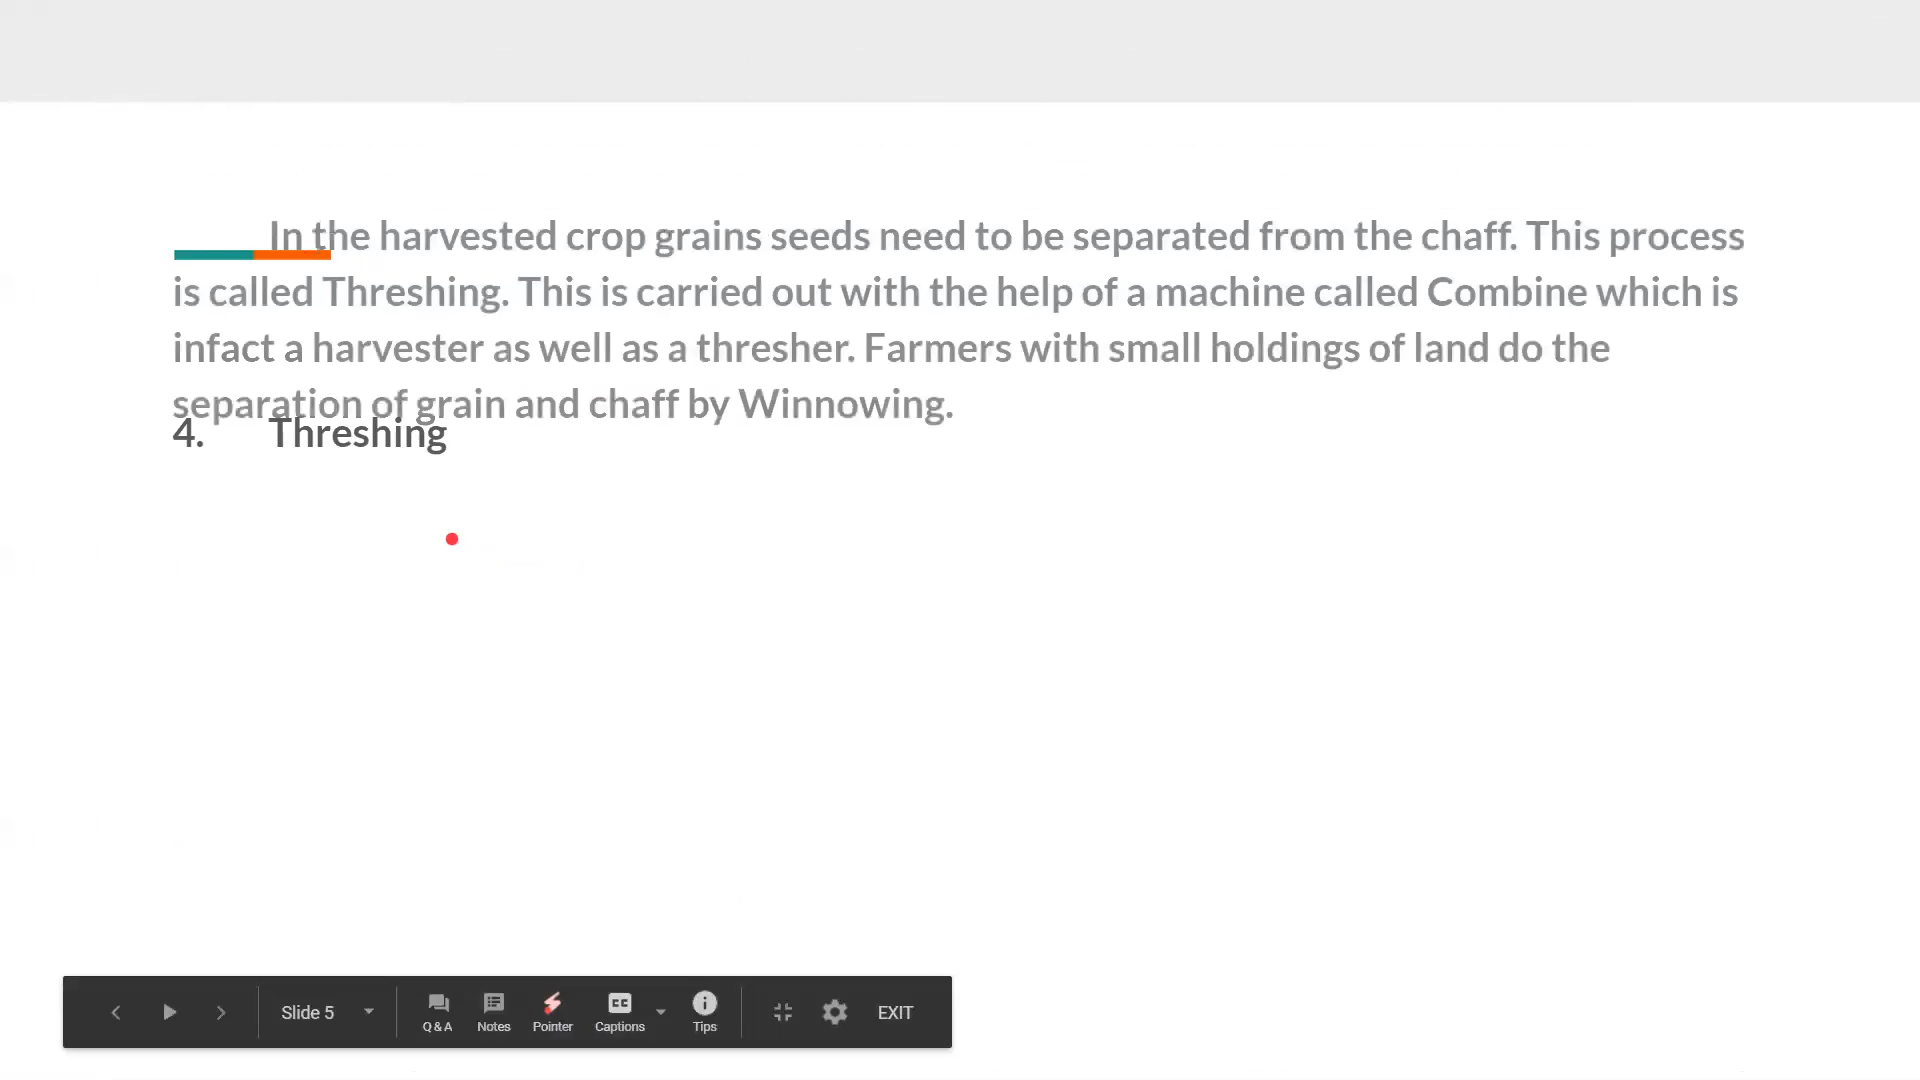 In the harvested crop grains seeds need to be separated from the chaff. This process
is called Threshing. This is carried out with the help of a machine called Combine which is
infact a harvester as well as a thresher. Farmers with small holdings of land do the
separation of grain and chaff by Winnowing.
4. Threshing
Slide 5
Q & A
Notes
Pointer
CC
Captions
Tips
EXIT